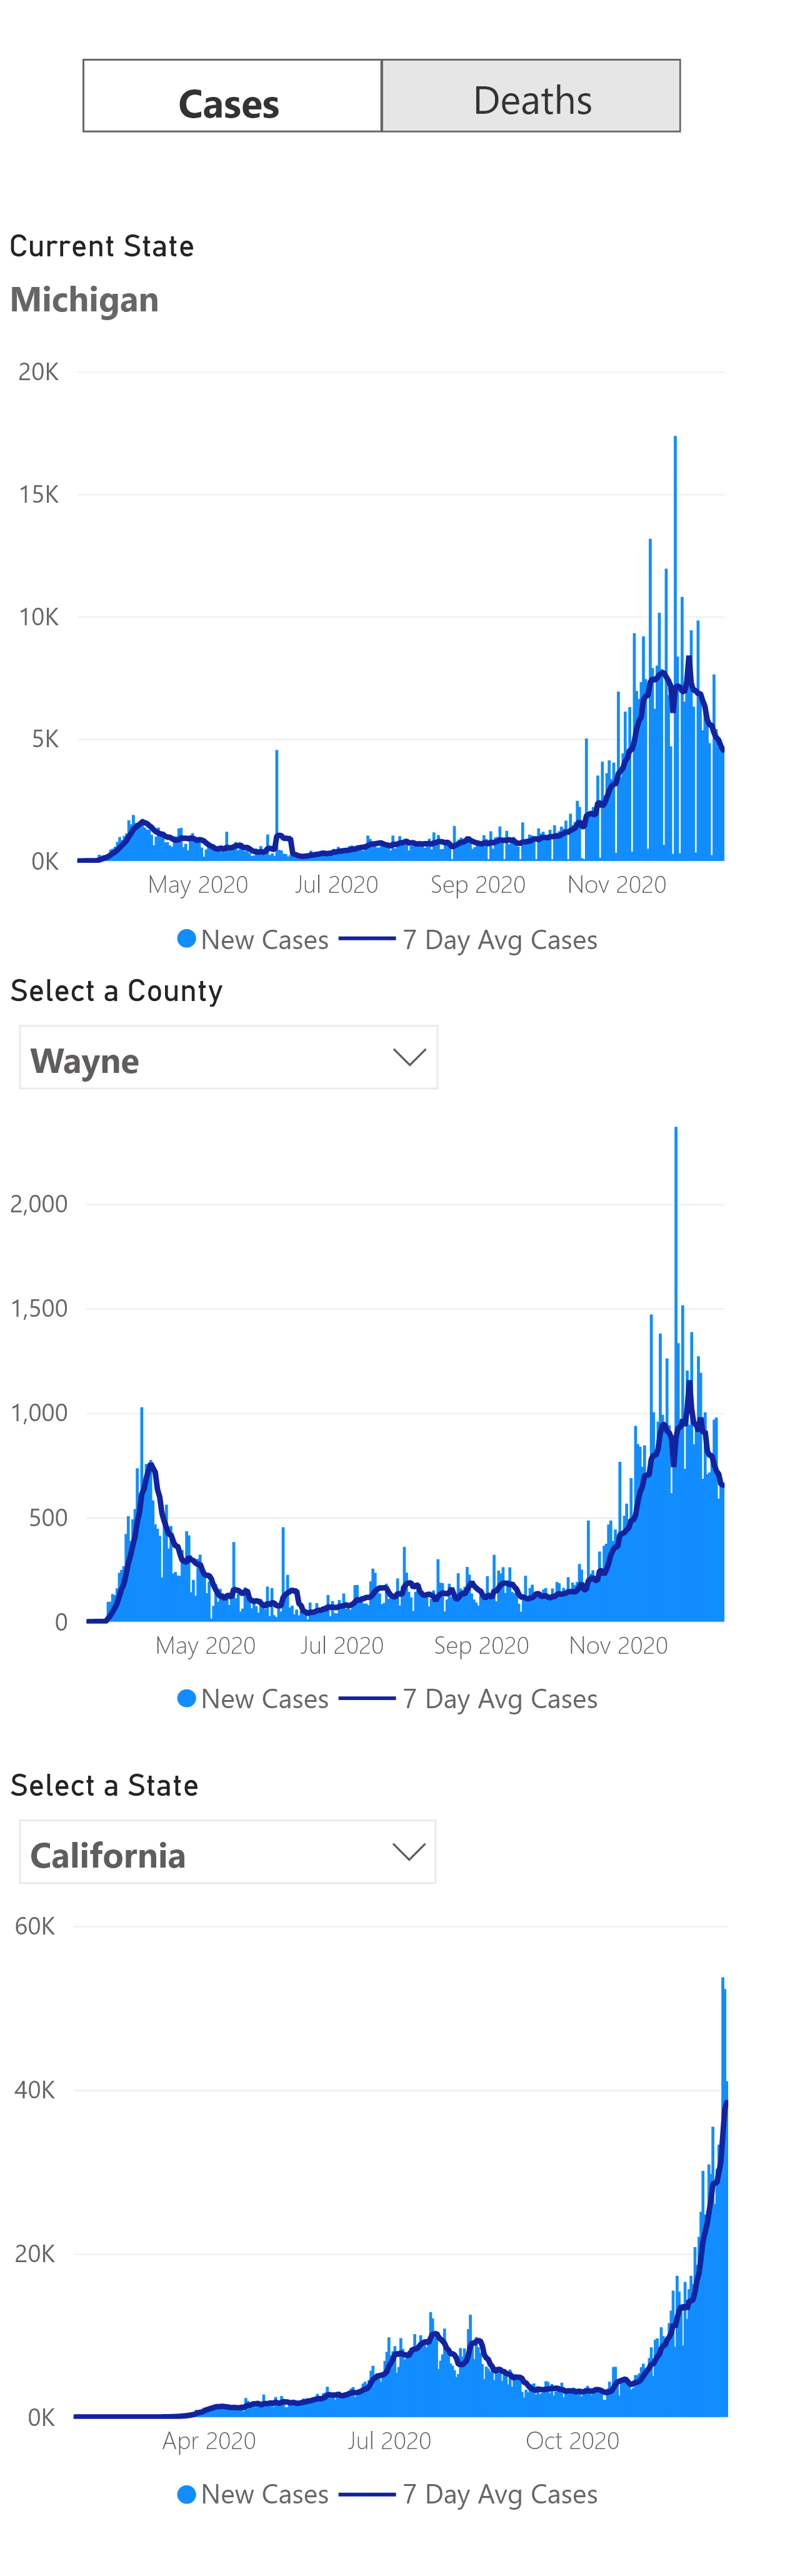 Cases Deaths
Current State
Michigan
20K
15K
10K
5K
0K
May 2020 Jul 2020 Sep 2020 Nov 2020
New Cases 7 Day Avg Cases
Select a County
Wayne
2,000
1,500
1,000
500
0
May 2020 Jul 2020 Sep 2020 Nov 2020
New Cases 7 Day Avg Cases
Select a State
California
60K
40K
20K
0K
Apr 2020 Jul 2020 Oct 2020
New Cases 7 Day Avg Cases